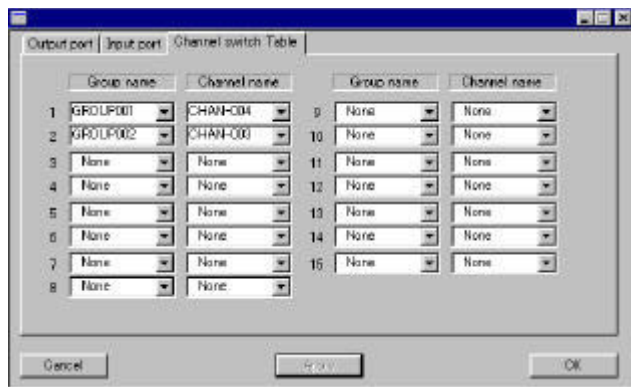 Output port Input port Channel switch Table
Group name Channel name Group name Channel name
1 GROUP001 CHAN-004 9 None None
2 GROUP002 CHAN-003 10 None None
3 None None 11 None None
4 None None 12 None None
5 None None 13 None None
6 None None 14 None None
7 None None 15 None None
8 None None
Cancel Apply OK